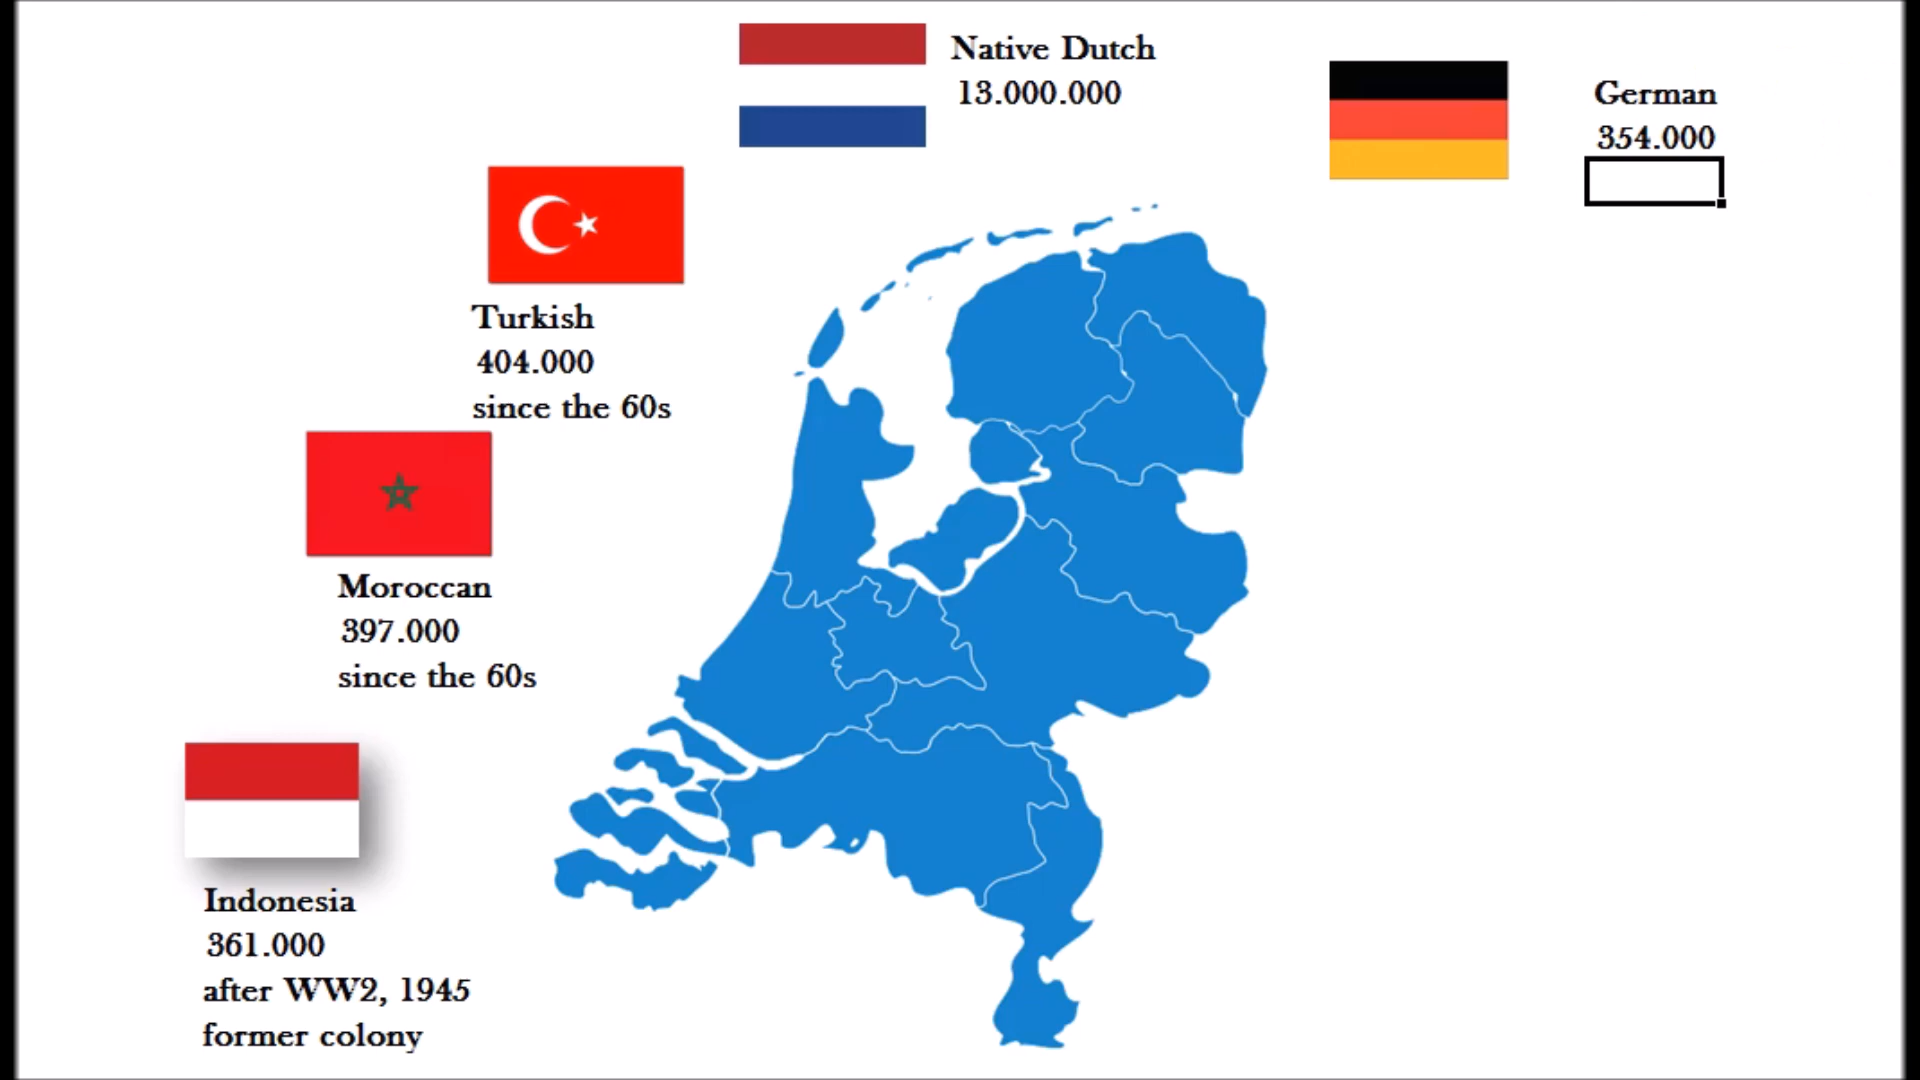 Native Dutch
13.000.000
German
354.000
Turkish
404.000
since the 60s
Moroccan
397.000
since the 60s
Indonesia
361.000
after WW2, 1945
former colony